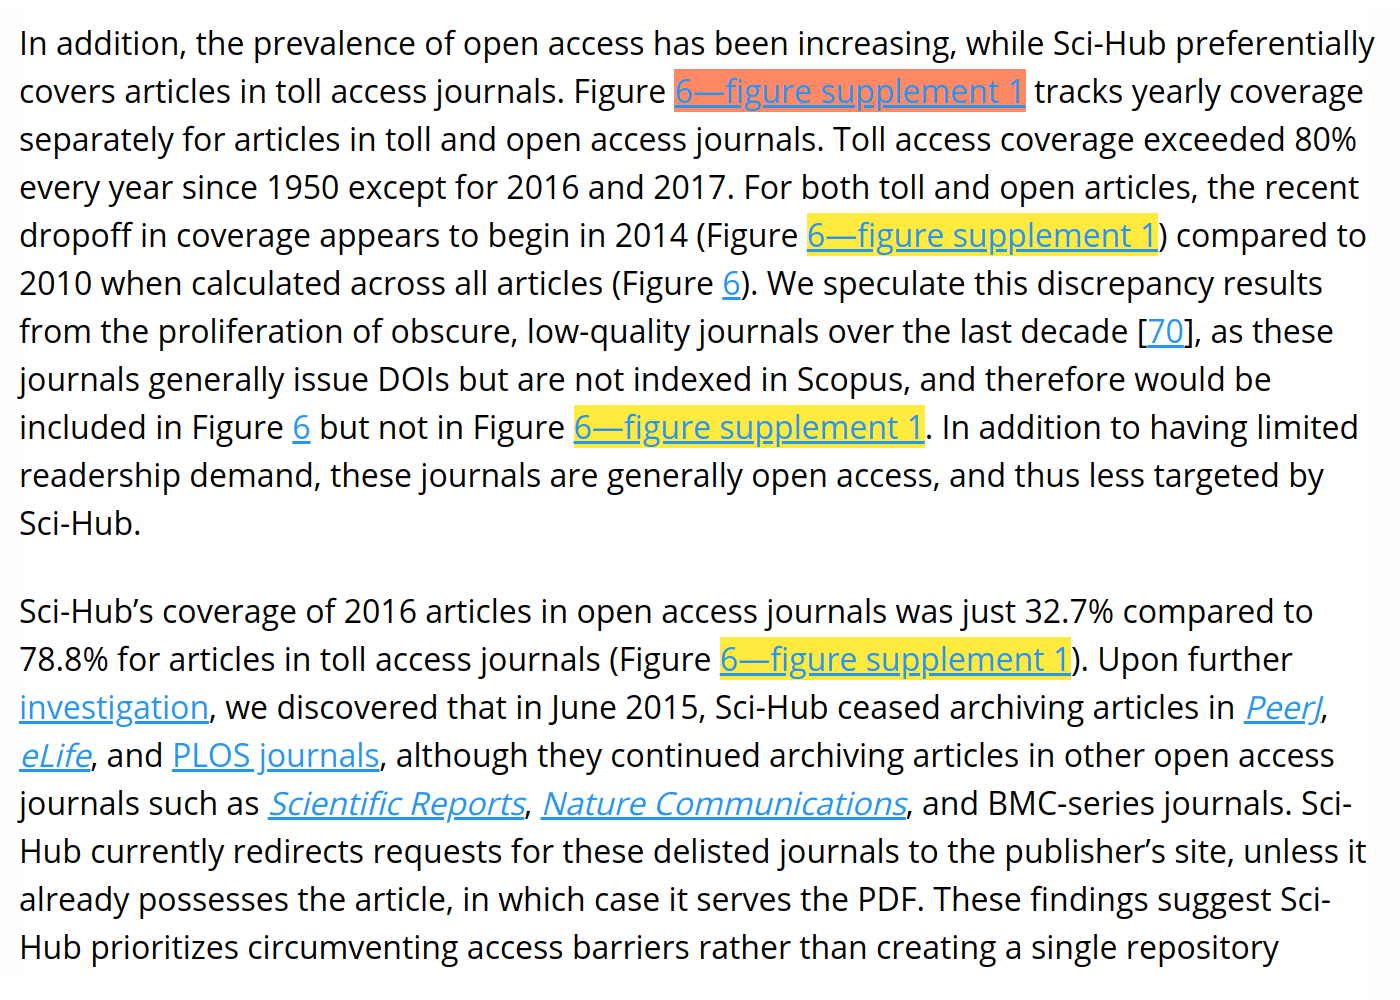 In addition, the prevalence of open access has been increasing, while Sci-Hub preferentially
covers articles in toll access journals. Figure 6—figure supplement 1 tracks yearly coverage
separately for articles in toll and open access journals. Toll access coverage exceeded 80%
every year since 1950 except for 2016 and 2017. For both toll and open articles, the recent
dropoff in coverage appears to begin in 2014 (Figure 6—figure supplement 1) compared to
2010 when calculated across all articles (Figure 6). We speculate this discrepancy results
from the proliferation of obscure, low-quality journals over the last decade [70], as these
journals generally issue DOIs but are not indexed in Scopus, and therefore would be
included in Figure 6 but not in Figure 6—figure supplement 1. In addition to having limited
readership demand, these journals are generally open access, and thus less targeted by
Sci-Hub.
Sci-Hub’s coverage of 2016 articles in open access journals was just 32.7% compared to
78.8% for articles in toll access journals (Figure 6—figure supplement 1). Upon further
investigation, we discovered that in June 2015, Sci-Hub ceased archiving articles in PeerJ,
eLife, and PLOS journals, although they continued archiving articles in other open access
journals such as Scientific Reports, Nature Communications, and BMC-series journals. Sci-
Hub currently redirects requests for these delisted journals to the publisher’s site, unless it
already possesses the article, in which case it serves the PDF. These findings suggest Sci-
Hub prioritizes circumventing access barriers rather than creating a single repository